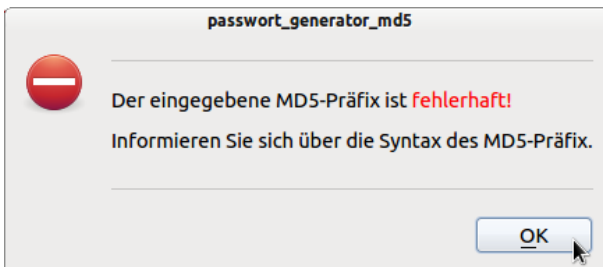 passwort_generator_md5
Der eingegebene MD5-Präfix ist fehlerhaft!
Informieren Sie sich über die Syntax des MD5-Präfix.
OK